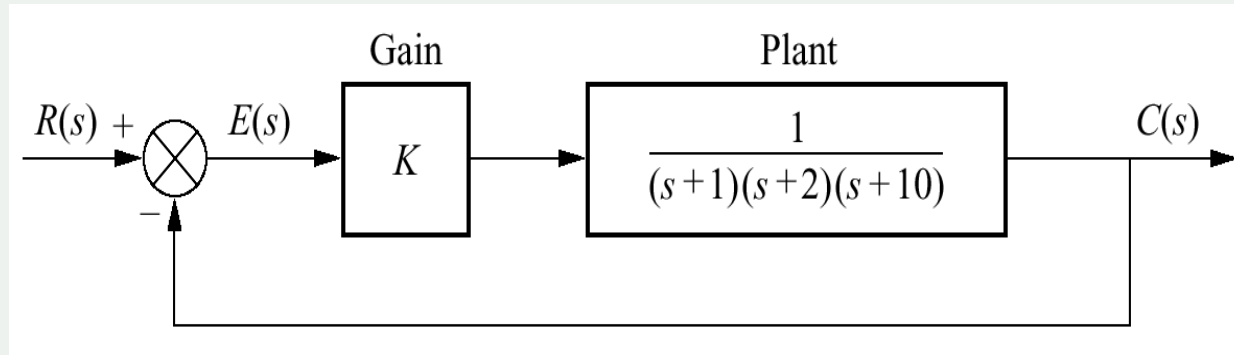 Gain
Plant
R(s) +
E(s)
C(s)
K
1
(s+1)(s+2)(s+10)
−